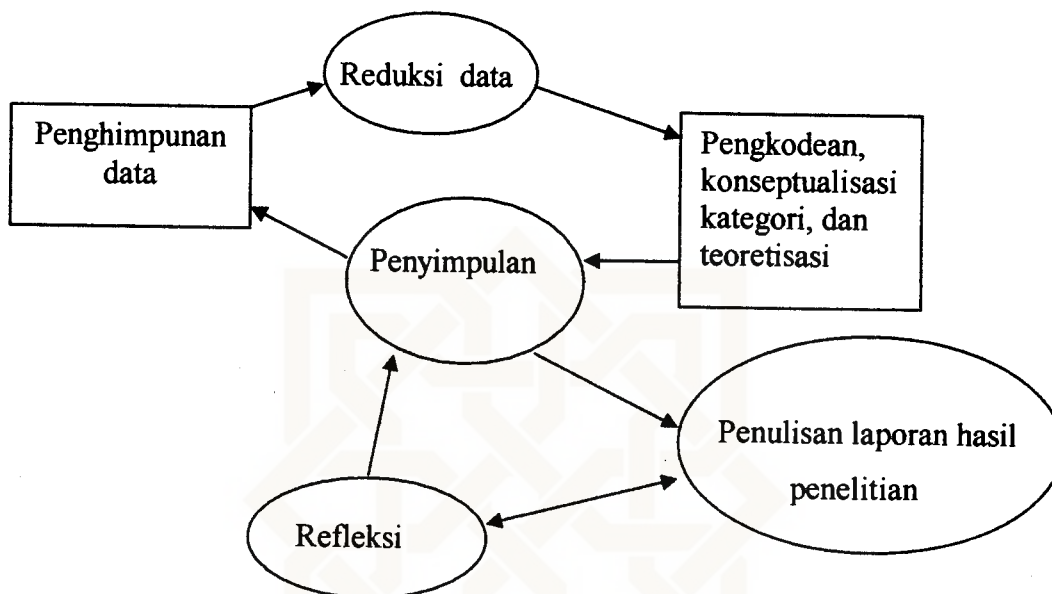 Reduksi data
Penghimpunan
data
Pengkodean,
konseptualisasi
kategori, dan
teoretisasi
Penyimpulan
Penulisan laporan hasil
penelitian
Refleksi